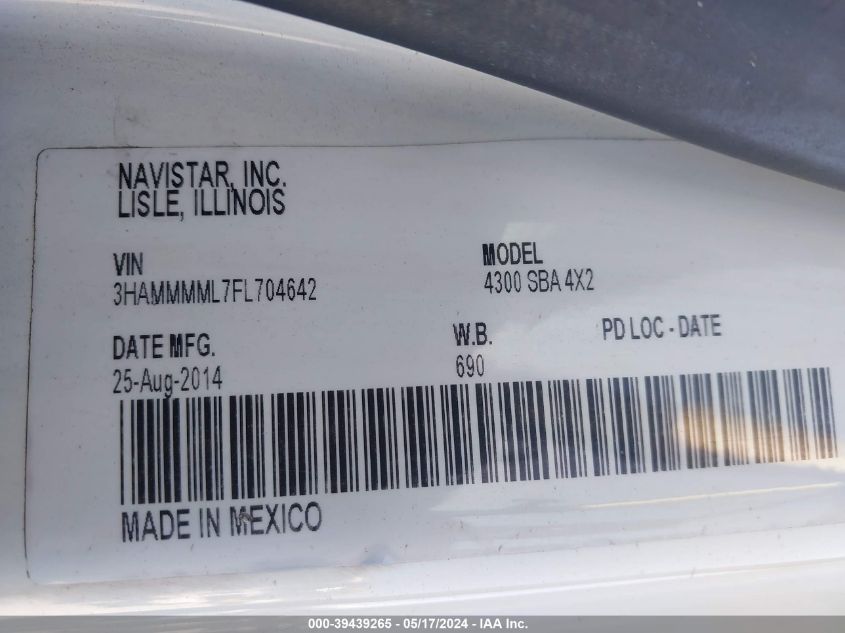 NAVISTAR, INC.
LISLE, ILLINOIS
VIN
3HAMMMML7FL704642
MODEL
4300 SBA 4X2
DATE MFG.
25-Aug-2014
W.B.
690
PD LOC - DATE
MADE IN MEXICO
000-39439265 - 05/17/2024 - IAA Inc.